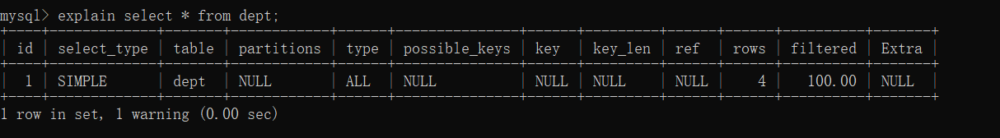 mysql> explain select * from dept;
+----+-------------+-------+------------+------+---------------+------+---------+------+------+----------+-------+
| id | select_type | table | partitions | type | possible_keys | key | key_len | ref | rows | filtered | Extra |
+----+-------------+-------+------------+------+---------------+------+---------+------+------+----------+-------+
| 1 | SIMPLE | dept | NULL | ALL | NULL | NULL | NULL | NULL | 4 | 100.00 | NULL |
+----+-------------+-------+------------+------+---------------+------+---------+------+------+----------+-------+
1 row in set, 1 warning (0.00 sec)